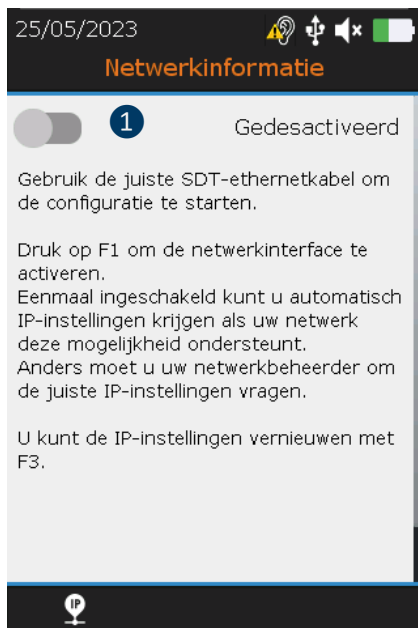 25/05/2023
Netwerkinformatie
1 Gedesactiveerd
Gebruik de juiste SDT-ethernetkabel om
de configuratie te starten.
Druk op F1 om de netwerkinterface te
activeren.
Eenmaal ingeschakeld kunt u automatisch
IP-instellingen krijgen als uw netwerk
deze mogelijkheid ondersteunt.
Anders moet u uw netwerkbeheerder om
de juiste IP-instellingen vragen.
U kunt de IP-instellingen vernieuwen met
F3.
IP